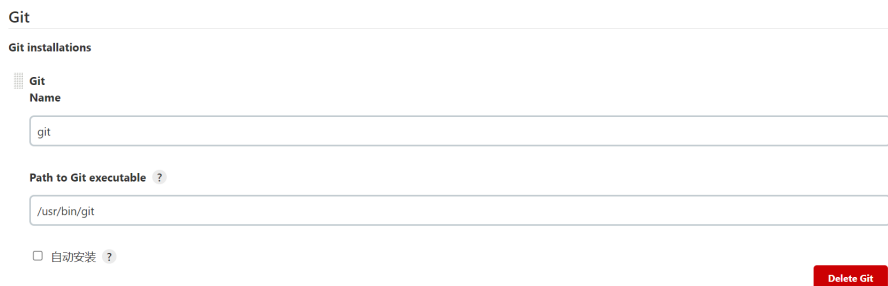 Git
Git installations
Git
Name
git
Path to Git executable ?
/usr/bin/git
自动安装 ?
Delete Git